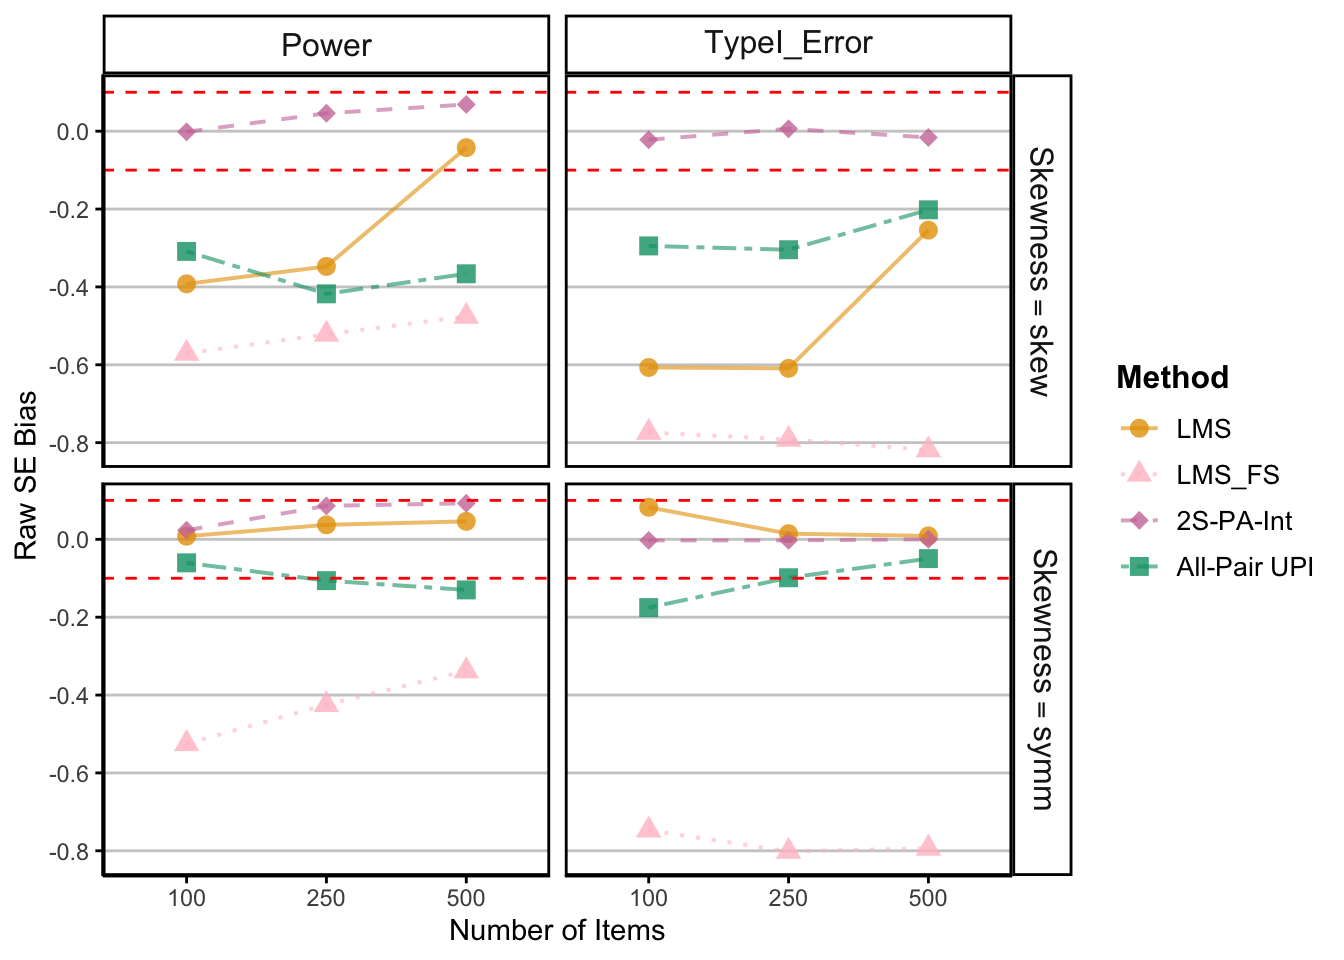 Power
TypeI_Error
0.0
-0.2
-0.4
-0.6
-0.8
Skewness = skew
0.0
-0.2
-0.4
-0.6
-0.8
Skewness = symm
Raw SE Bias
100
250
500
100
250
500
Number of Items
Method
LMS
LMS_FS
2S-PA-Int
All-Pair UPI